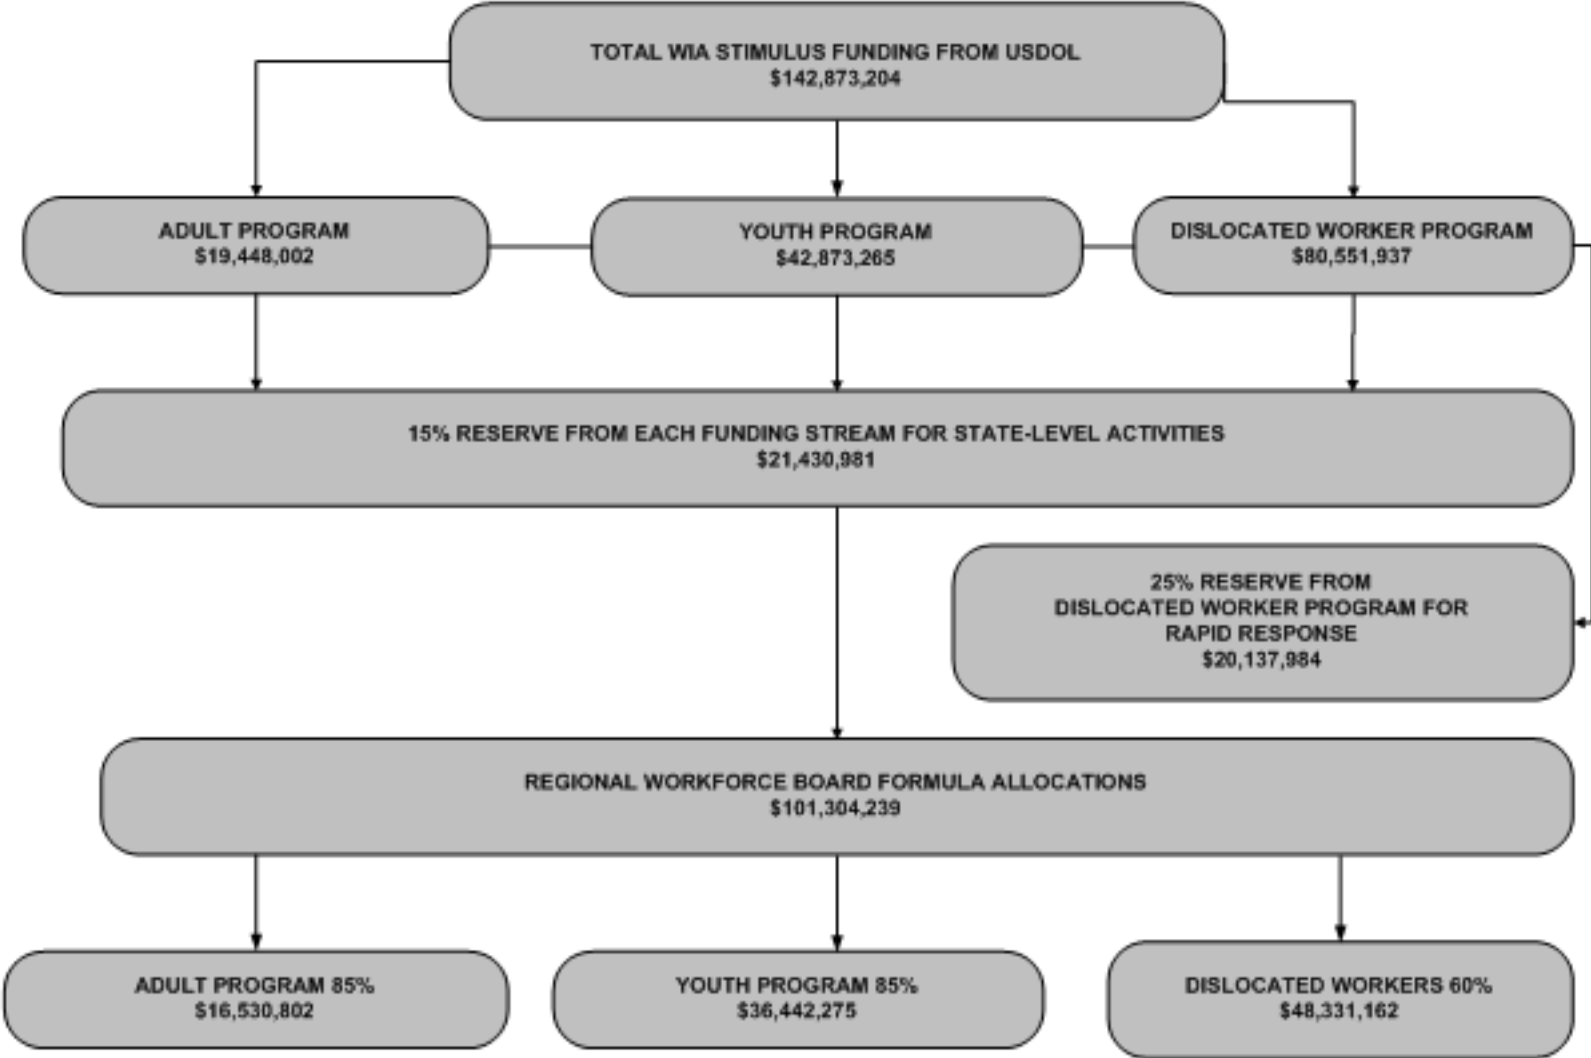 TOTAL WIA STIMULUS FUNDING FROM USDOL
$142,873,204
ADULT PROGRAM
$19,448,002
YOUTH PROGRAM
$42,873,265
DISLOCATED WORKER PROGRAM
$80,551,937
15% RESERVE FROM EACH FUNDING STREAM FOR STATE-LEVEL ACTIVITIES
$21,430,981
25% RESERVE FROM
DISLOCATED WORKER PROGRAM FOR
RAPID RESPONSE
$20,137,984
REGIONAL WORKFORCE BOARD FORMULA ALLOCATIONS
$101,304,239
ADULT PROGRAM 85%
$16,530,802
YOUTH PROGRAM 85%
$36,442,275
DISLOCATED WORKERS 60%
$48,331,162